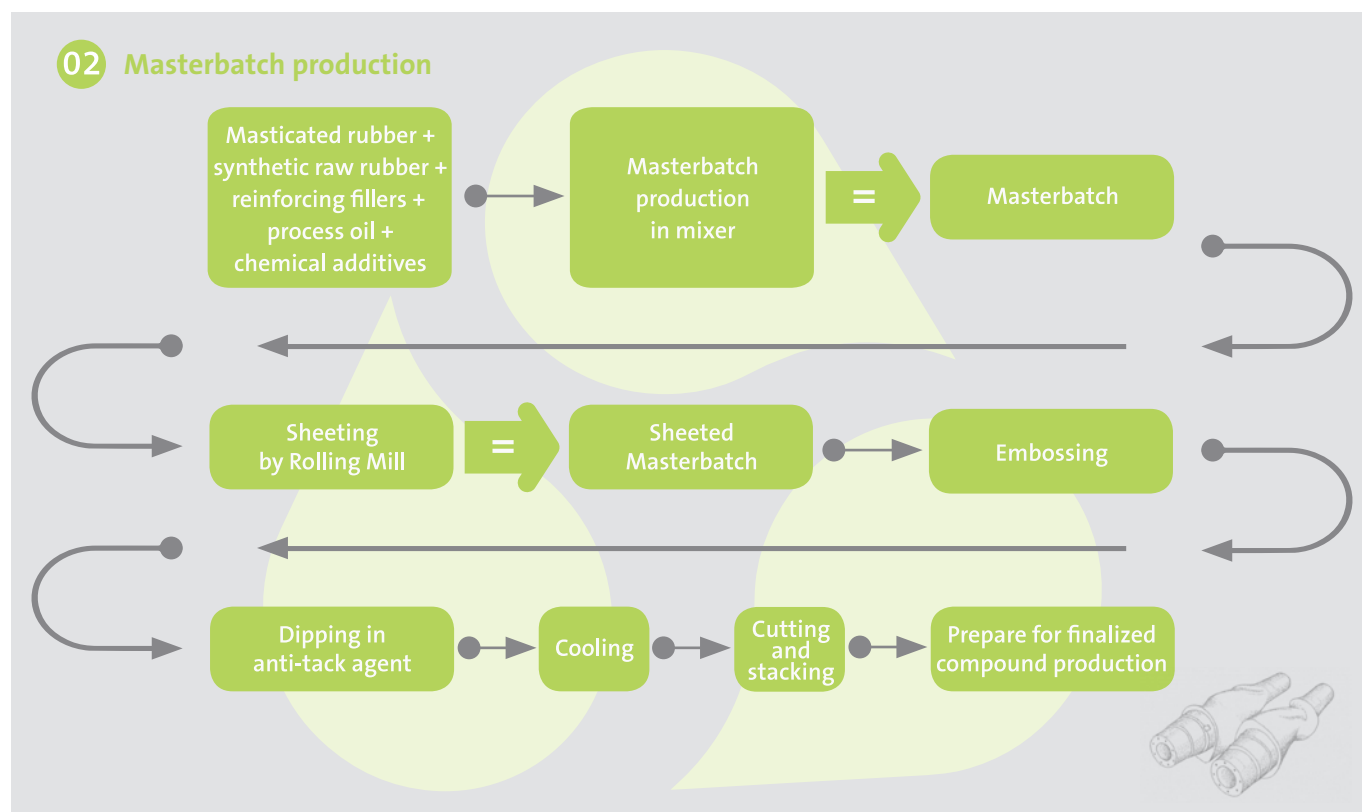 02 Masterbatch production
Masticated rubber +
synthetic raw rubber +
reinforcing fillers +
process oil +
chemical additives
Masterbatch
production
in mixer
=
Masterbatch
Sheeting
by Rolling Mill
=
Sheeted
Masterbatch
Embossing
Dipping in
anti-tack agent
Cooling
Cutting
and
stacking
Prepare for finalized
compound production